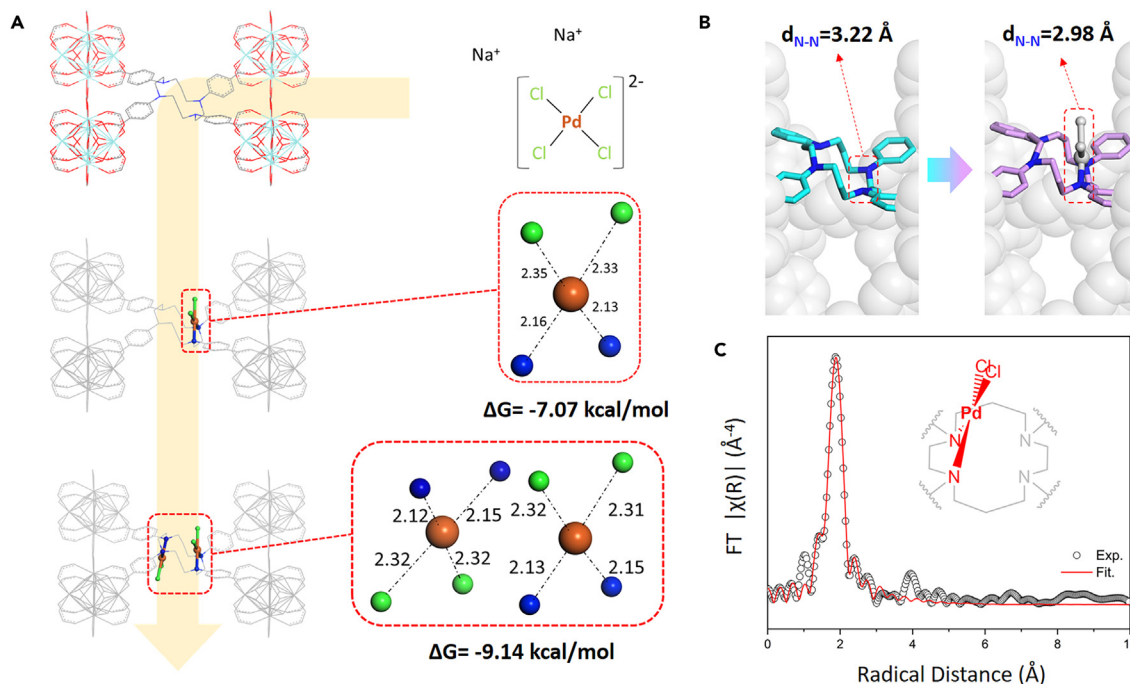 A
Na⁺
Na⁺
2-
Cl
Cl
Pd
Cl
Cl
2.35
2.33
2.16
2.13
ΔG= -7.07 kcal/mol
2.12
2.15
2.32
2.32
2.32
2.31
2.13
2.15
ΔG= -9.14 kcal/mol
B
dN-N=3.22 Å
dN-N=2.98 Å
C
FT |χ(R)| (Å-4)
Cl
Cl
Pd
N
N
N
N
Exp.
Fit.
0
2
4
6
8
10
Radical Distance (Å)